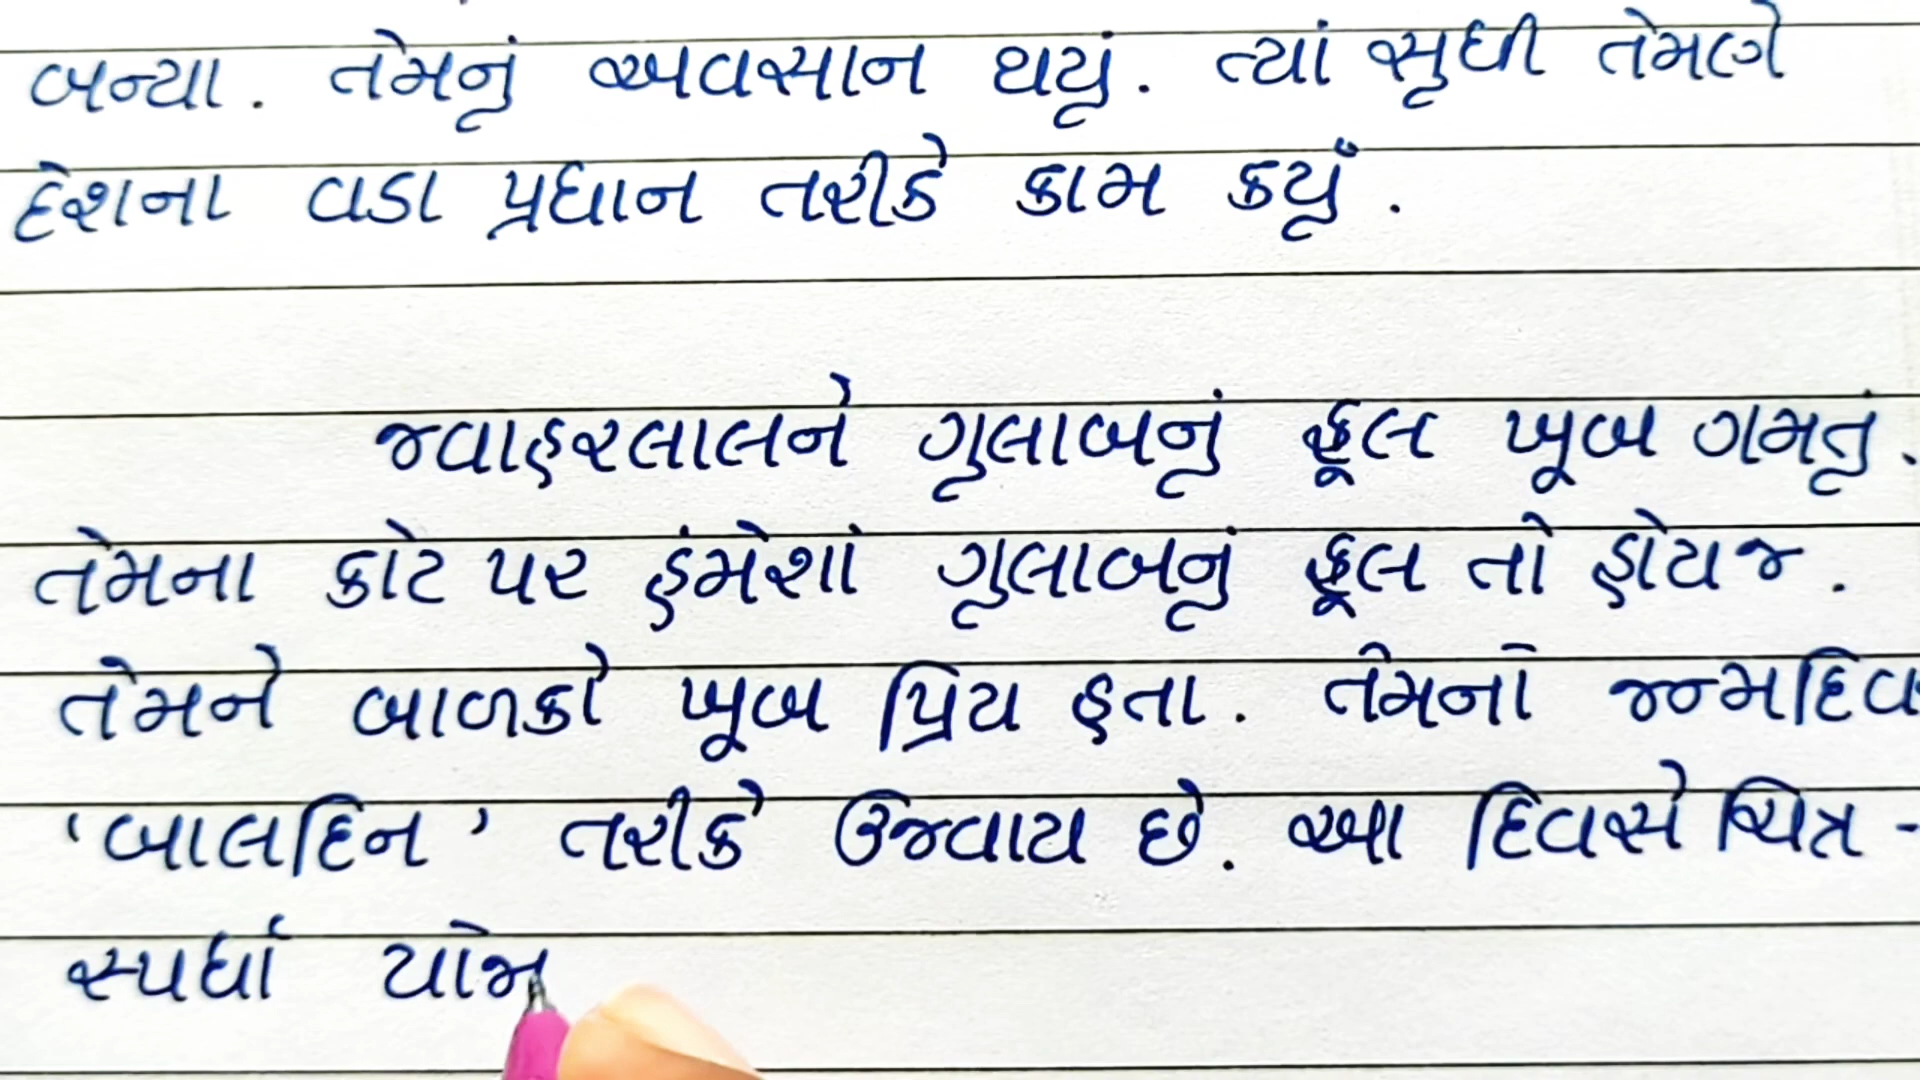 બન્યા. તેમનું અવસાન થયું. ત્યાં સુધી તેમણે
દેશના વડા પ્રધાન તરીકે કામ કર્યું.
જવાહરલાલને ગુલાબનું ફૂલ ખૂબ ગમતું.
તેમના કોટ પર હંમેશાં ગુલાબનું ફૂલ તો હોય જ.
તેમને બાળકો ખૂબ પ્રિય હતા. તેમનો જન્મદિવ
'બાલદિન' તરીકે ઉજવાય છે. આ દિવસે ચિત્ર-
સ્પર્ધા યોજા